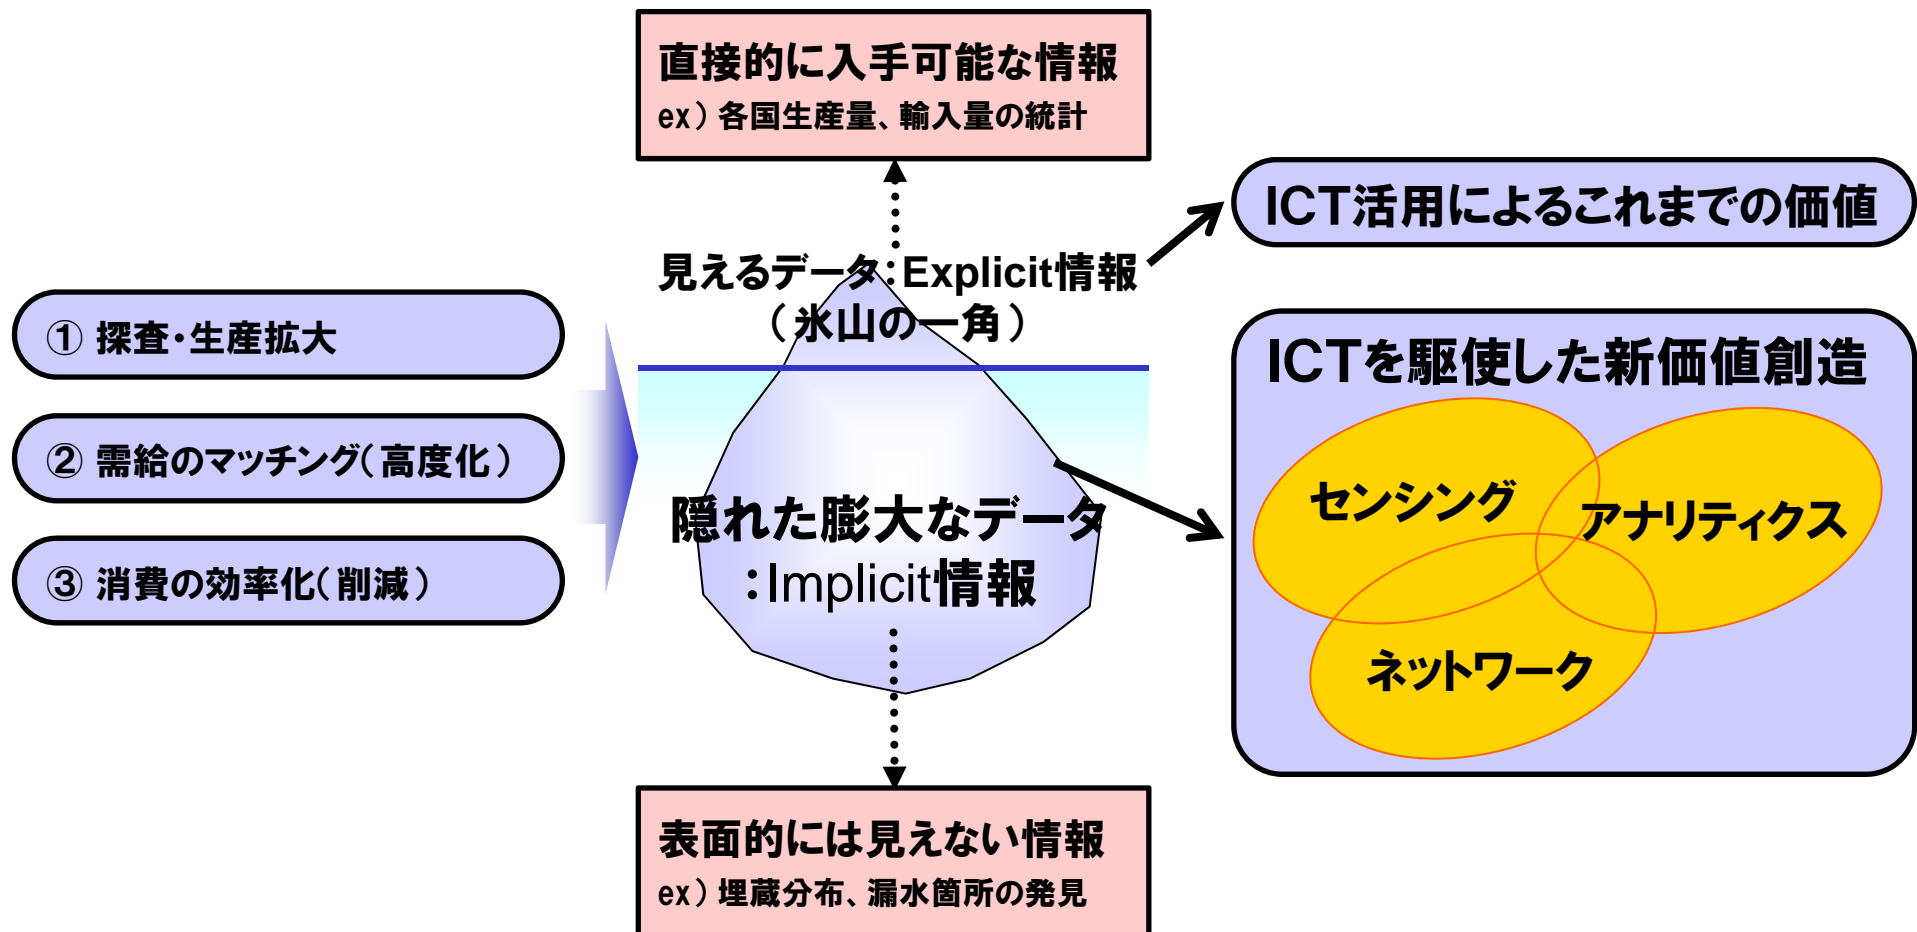 直接的に入手可能な情報
ex）各国生産量、輸入量の統計
ICT活用によるこれまでの価値
見えるデータ：Explicit情報
（氷山の一角）
① 探査・生産拡大
② 需給のマッチング（高度化）
③ 消費の効率化（削減）
隠れた膨大なデータ
：Implicit情報
ICTを駆使した新価値創造
センシング
アナリティクス
ネットワーク
表面的には見えない情報
ex）埋蔵分布、漏水箇所の発見